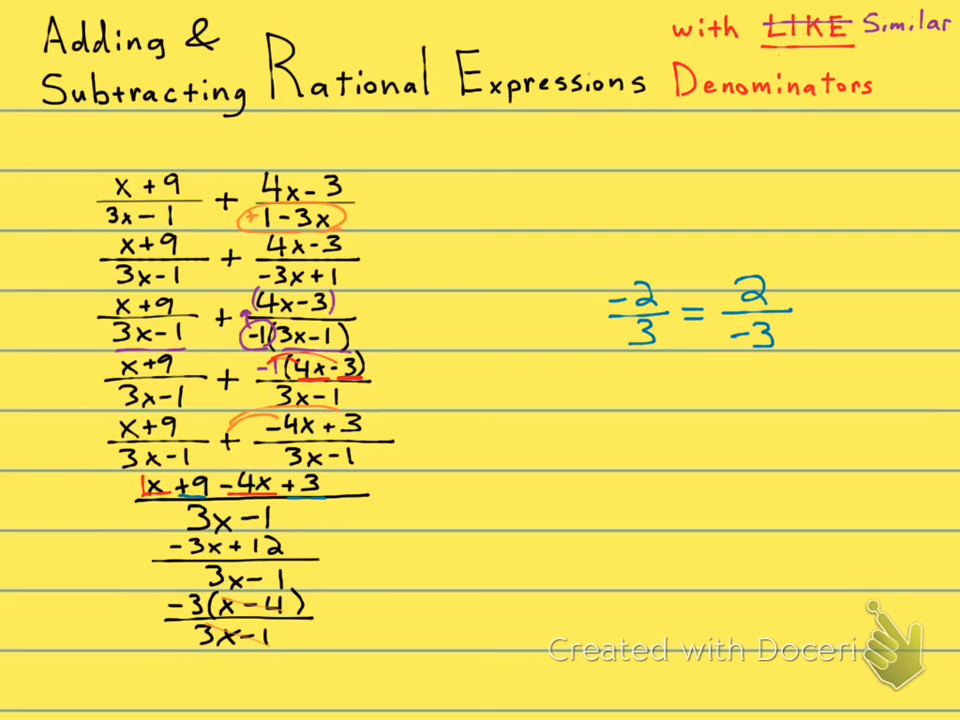 Adding & Subtracting Rational Expressions with LIKE Similar Denominators
x+9/3x-1 + 4x-3/+1-3x
x+9/3x-1 + 4x-3/-3x+1
x+9/3x-1 + (4x-3)/-1(3x-1)
x+9/3x-1 + -1(4x-3)/3x-1
x+9/3x-1 + -4x+3/3x-1
1x+9-4x+3/3x-1
-3x+12/3x-1
-3(x-4)/3x-1
-2/3 = 2/-3
Created with Doceri